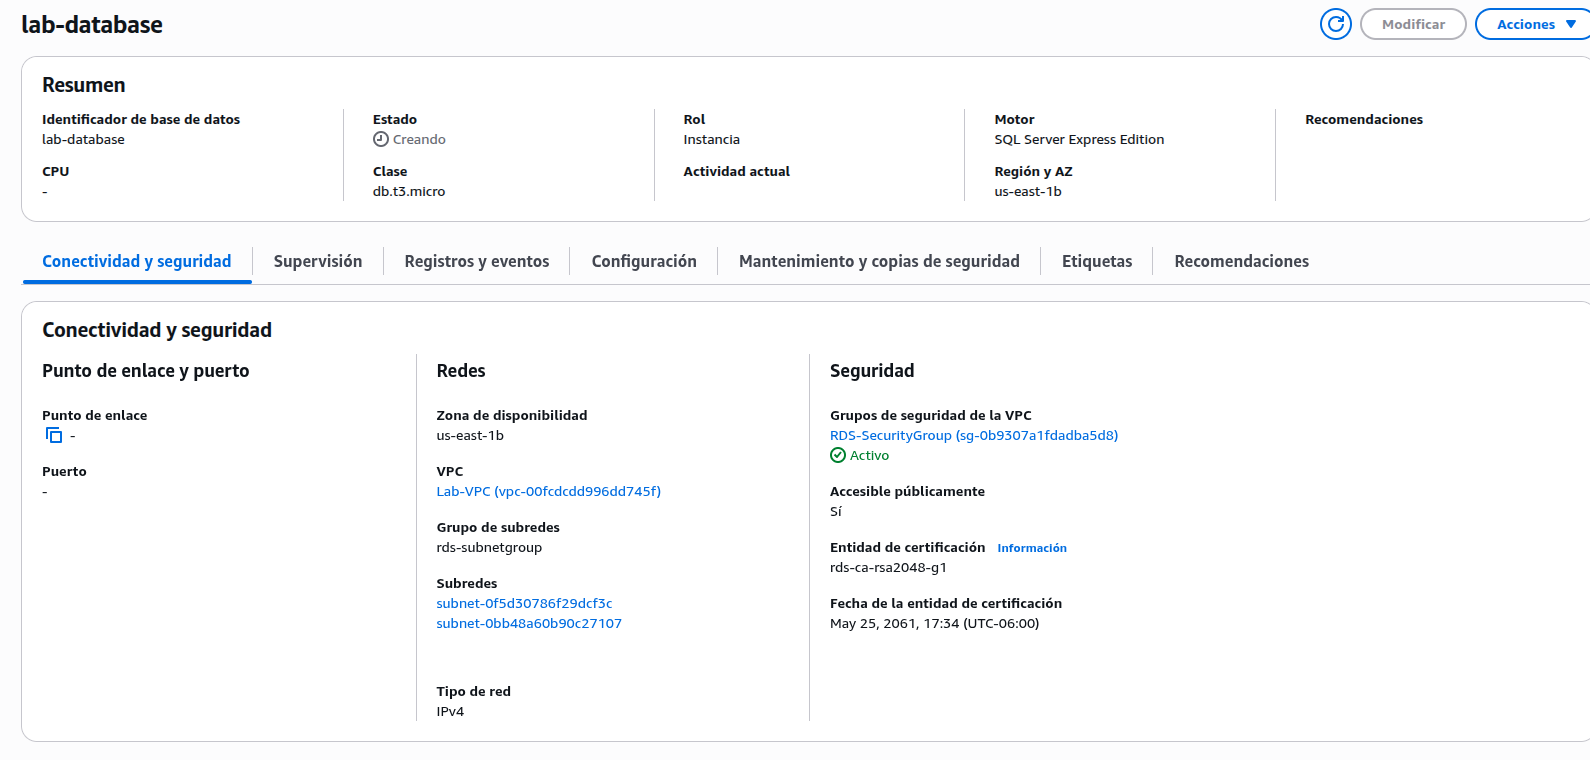 lab-database
Modificar
Acciones
Resumen
Identificador de base de datos
lab-database
CPU
-
Estado
Creando
Clase
db.t3.micro
Rol
Instancia
Actividad actual
Motor
SQL Server Express Edition
Región y AZ
us-east-1b
Recomendaciones
Conectividad y seguridad
Supervisión
Registros y eventos
Configuración
Mantenimiento y copias de seguridad
Etiquetas
Recomendaciones
Conectividad y seguridad
Punto de enlace y puerto
Punto de enlace
-
Puerto
-
Redes
Zona de disponibilidad
us-east-1b
VPC
Lab-VPC (vpc-00fcdcdd996dd745f)
Grupo de subredes
rds-subnetgroup
Subredes
subnet-0f5d30786f29dcf3c
subnet-0bb48a60b90c27107
Tipo de red
IPv4
Seguridad
Grupos de seguridad de la VPC
RDS-SecurityGroup (sg-0b9307a1fdadba5d8)
Activo
Accesible públicamente
Sí
Entidad de certificación Información
rds-ca-rsa2048-g1
Fecha de la entidad de certificación
May 25, 2061, 17:34 (UTC-06:00)